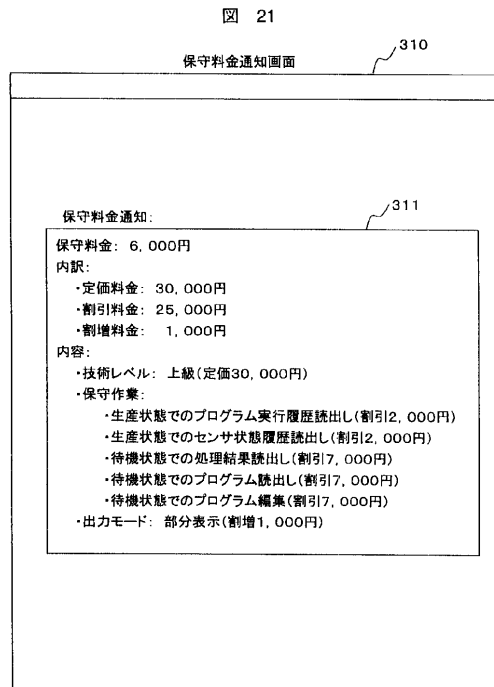 図 21
310
保守料金通知画面
311
保守料金通知:
保守料金: 6,000円
内訳:
・定価料金: 30,000円
・割引料金: 25,000円
・割増料金: 1,000円
内容:
・技術レベル: 上級(定価30,000円)
・保守作業:
・生産状態でのプログラム実行履歴読出し(割引2,000円)
・生産状態でのセンサ状態履歴読出し(割引2,000円)
・待機状態での処理結果読出し(割引7,000円)
・待機状態でのプログラム読出し(割引7,000円)
・待機状態でのプログラム編集(割引7,000円)
・出力モード: 部分表示(割増1,000円)